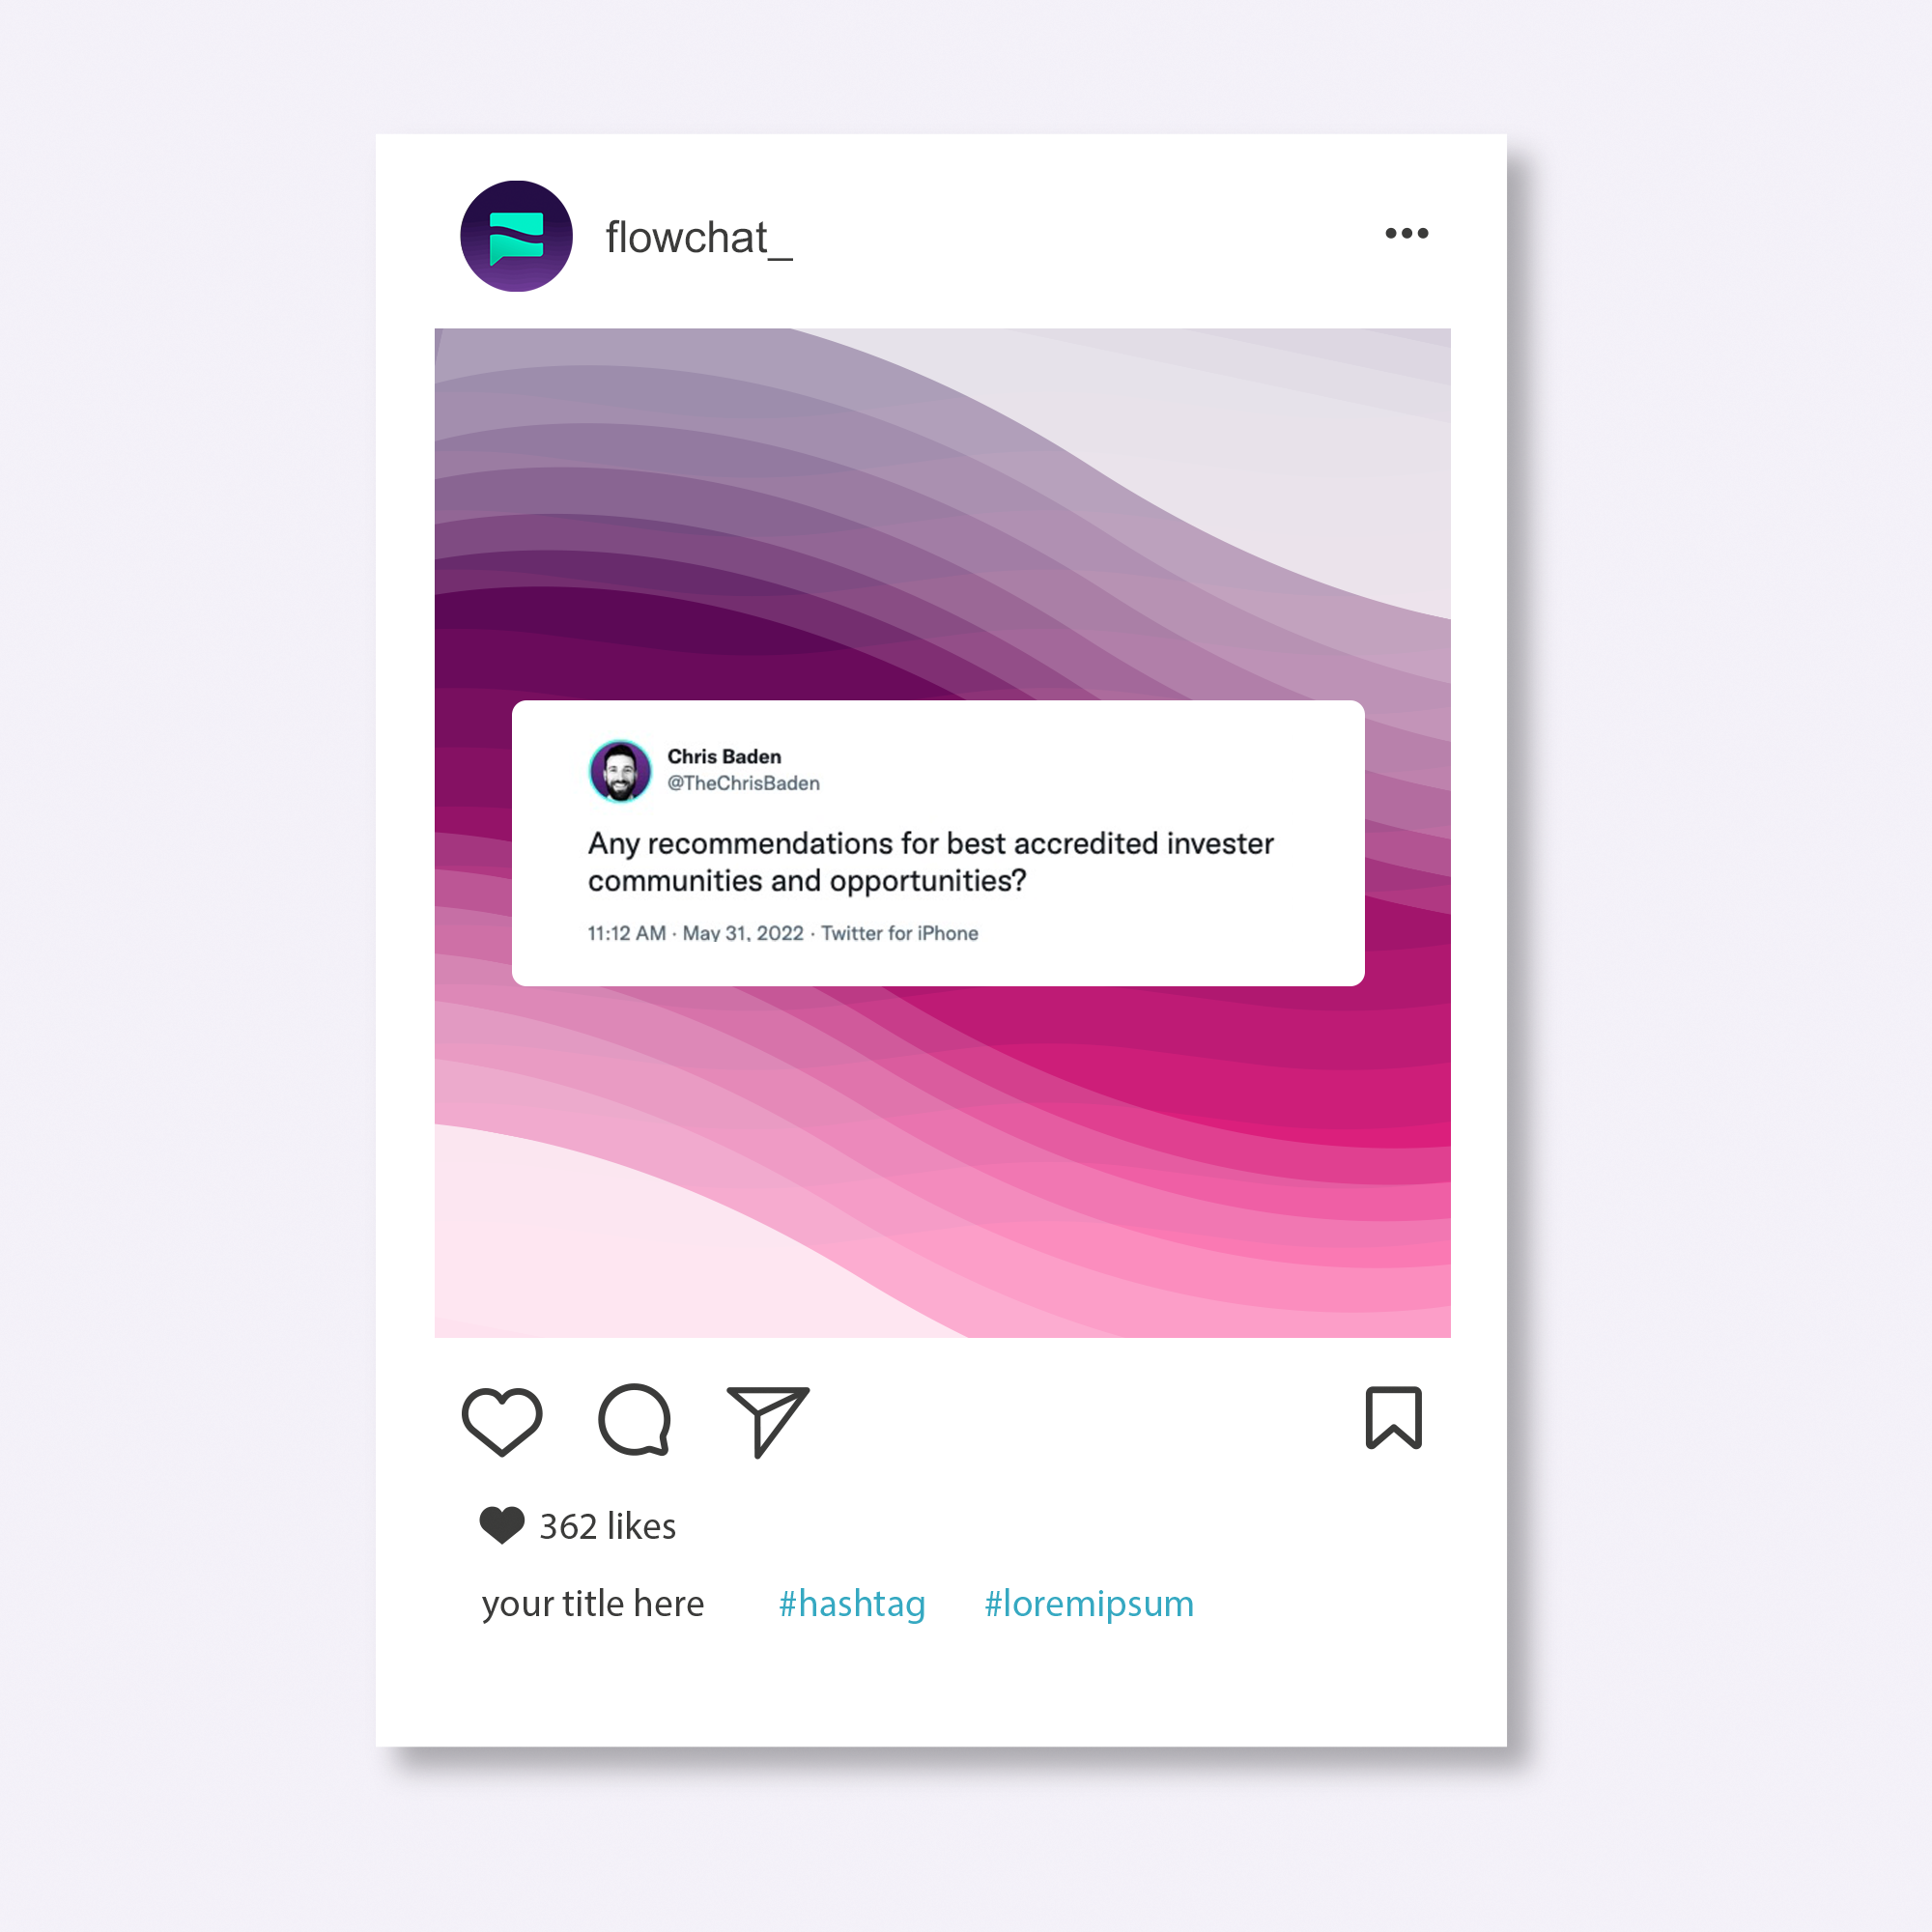 flowchat_
Chris Baden
@TheChrisBaden
Any recommendations for best accredited invester
communities and opportunities?
11:12 AM · May 31, 2022 · Twitter for iPhone
362 likes
your title here #hashtag #loremipsum